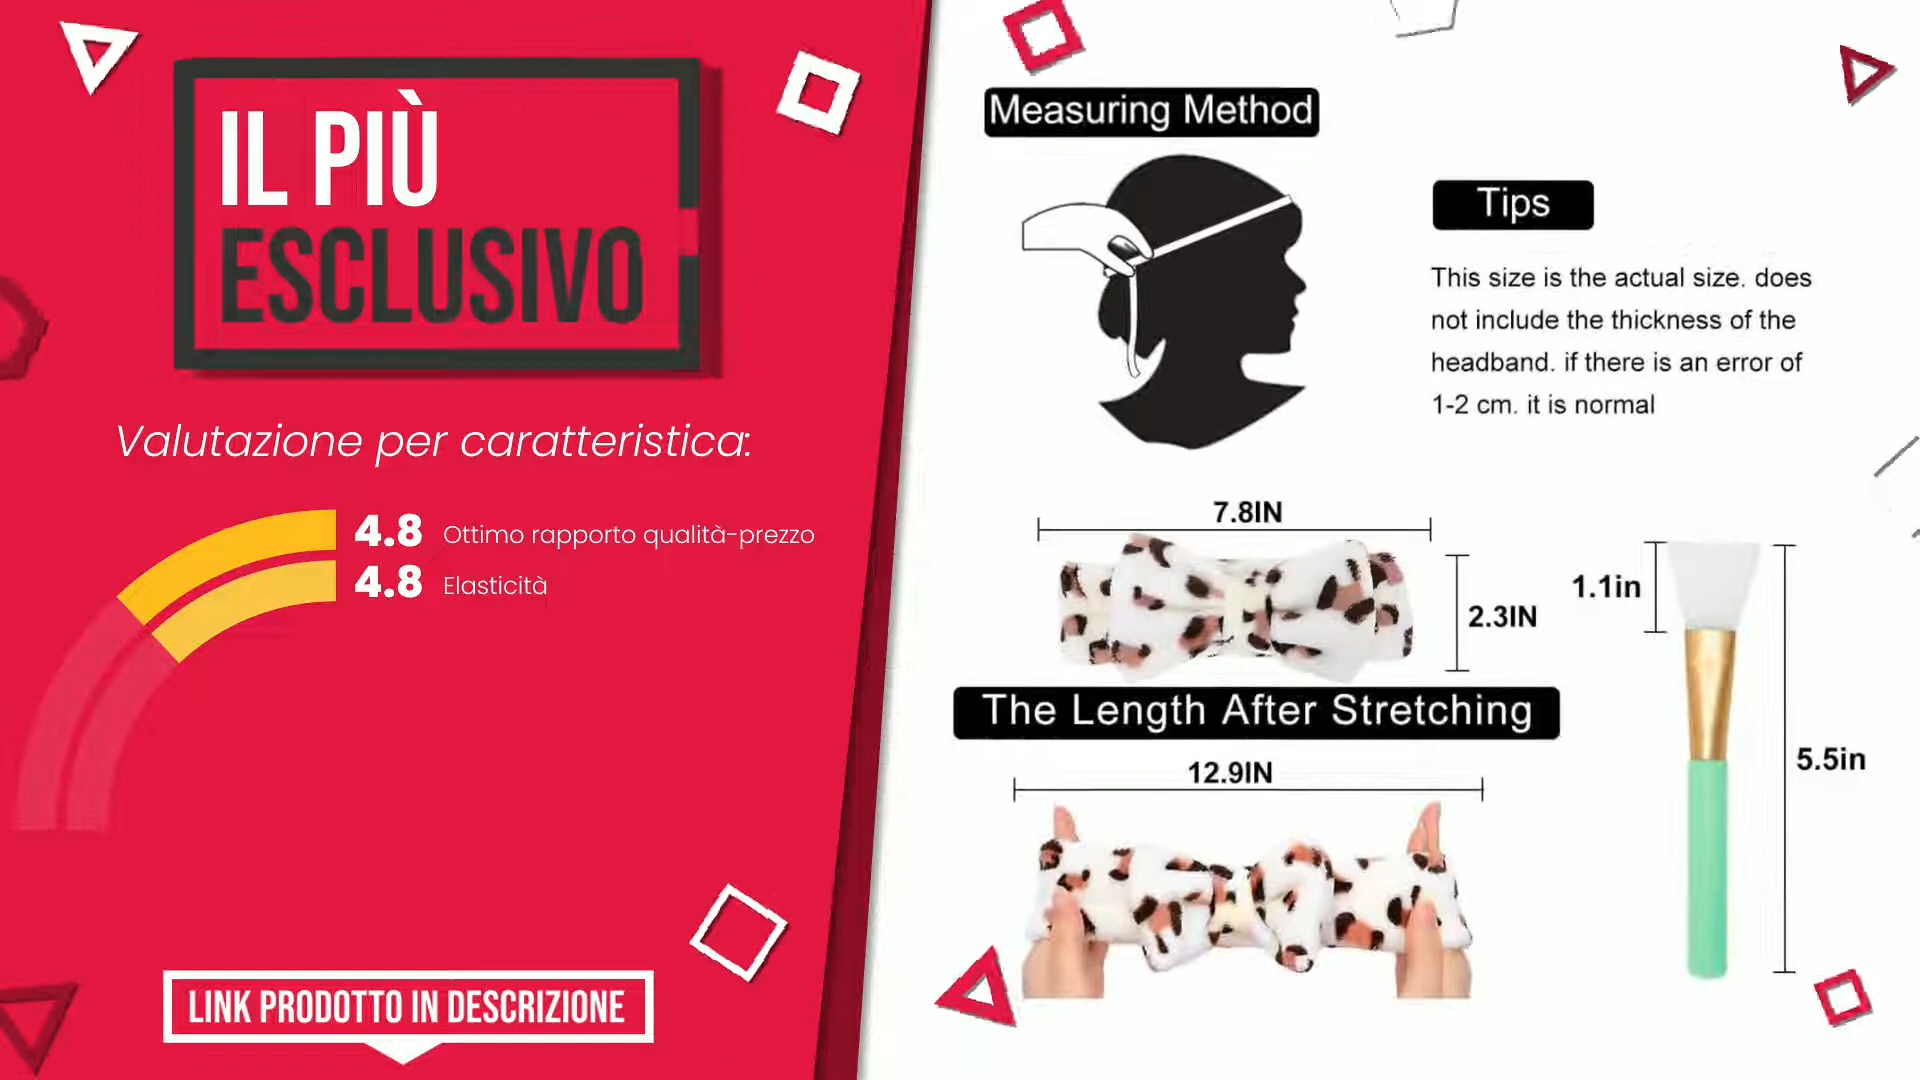 IL PIÙ
ESCLUSIVO
Valutazione per caratteristica:
4.8 Ottimo rapporto qualità-prezzo
4.8 Elasticità
LINK PRODOTTO IN DESCRIZIONE
Measuring Method
Tips
This size is the actual size. does
not include the thickness of the
headband. if there is an error of
1-2 cm. it is normal
7.8IN
2.3IN
The Length After Stretching
12.9IN
1.1in
5.5in